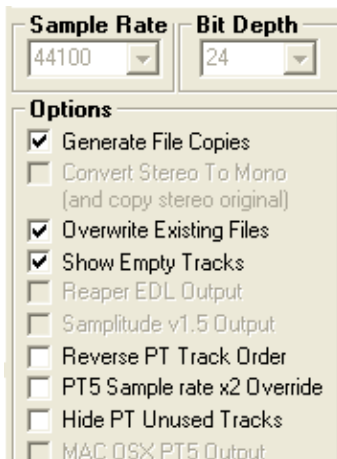 Sample Rate Bit Depth
44100 24
Options
Generate File Copies
Convert Stereo To Mono
(and copy stereo original)
Overwrite Existing Files
Show Empty Tracks
Reaper EDL Output
Samplitude v1.5 Output
Reverse PT Track Order
PT5 Sample rate x2 Override
Hide PT Unused Tracks
MAC OSX PT5 Output